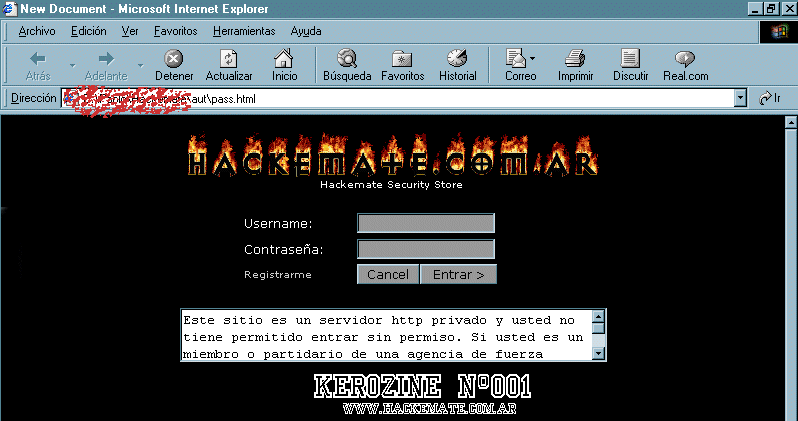 New Document - Microsoft Internet Explorer
Archivo Edición Ver Favoritos Herramientas Ayuda
Atrás Adelante Detener Actualizar Inicio Búsqueda Favoritos Historial Correo Imprimir Discutir Real.com
Dirección \aut\pass.html Ir
HACKEMATE.COM.AR
Hackemate Security Store
Username:
Contraseña:
Registrarme Cancel Entrar >
Este sitio es un servidor http privado y usted no
tiene permitido entrar sin permiso. Si usted es un
miembro o partidario de una agencia de fuerza
KEROZINE Nº001
WWW.HACKEMATE.COM.AR